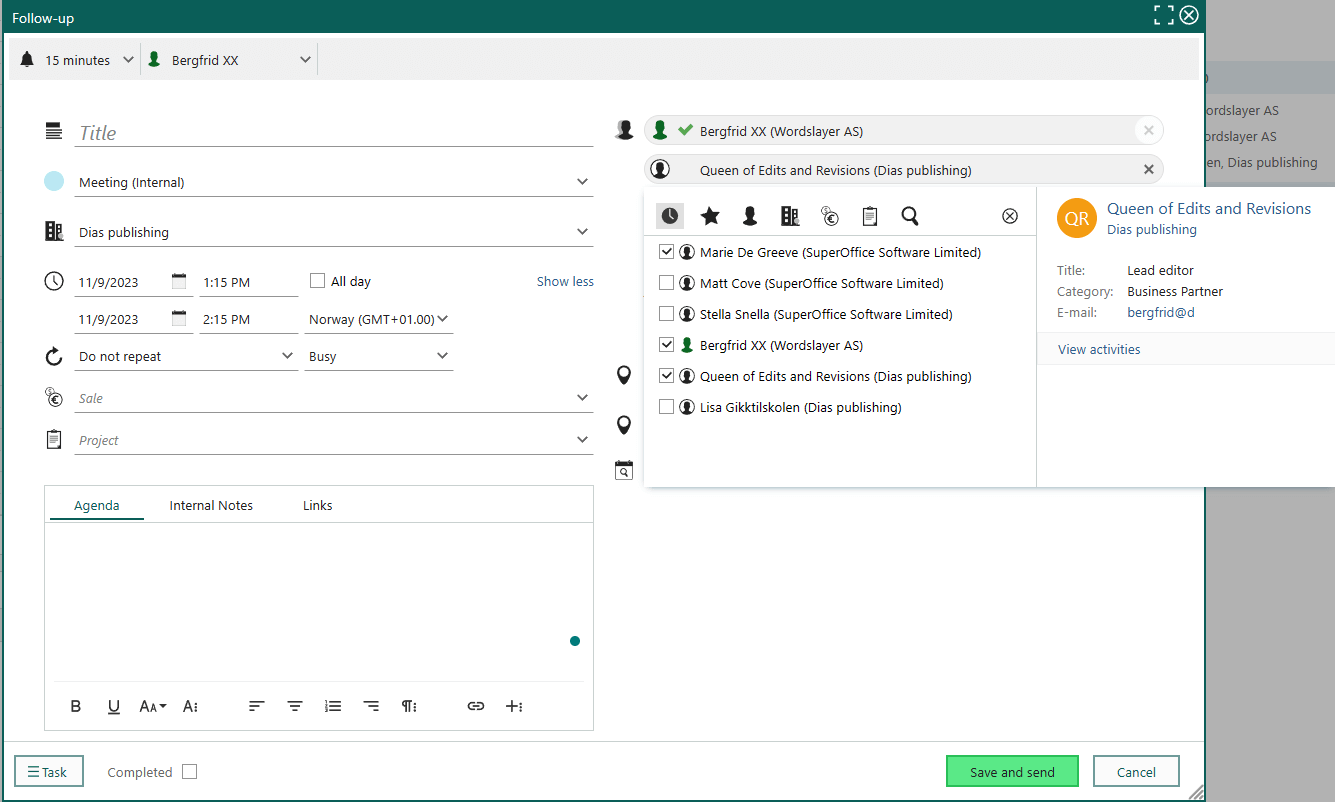 Follow-up
15 minutes
Bergfrid XX
Title
Meeting (Internal)
Dias publishing
11/9/2023
1:15 PM
All day
Show less
11/9/2023
2:15 PM
Norway (GMT+01.00)
Do not repeat
Busy
Sale
Project
Agenda
Internal Notes
Links
Task
Completed
Bergfrid XX (Wordslayer AS)
Queen of Edits and Revisions (Dias publishing)
Marie De Greeve (SuperOffice Software Limited)
Matt Cove (SuperOffice Software Limited)
Stella Snella (SuperOffice Software Limited)
Bergfrid XX (Wordslayer AS)
Queen of Edits and Revisions (Dias publishing)
Lisa Gikktilskolen (Dias publishing)
QR
Queen of Edits and Revisions
Dias publishing
Title: Lead editor
Category: Business Partner
E-mail: bergfrid@d
View activities
Save and send
Cancel
)
ordslayer AS
ordslayer AS
en, Dias publishing